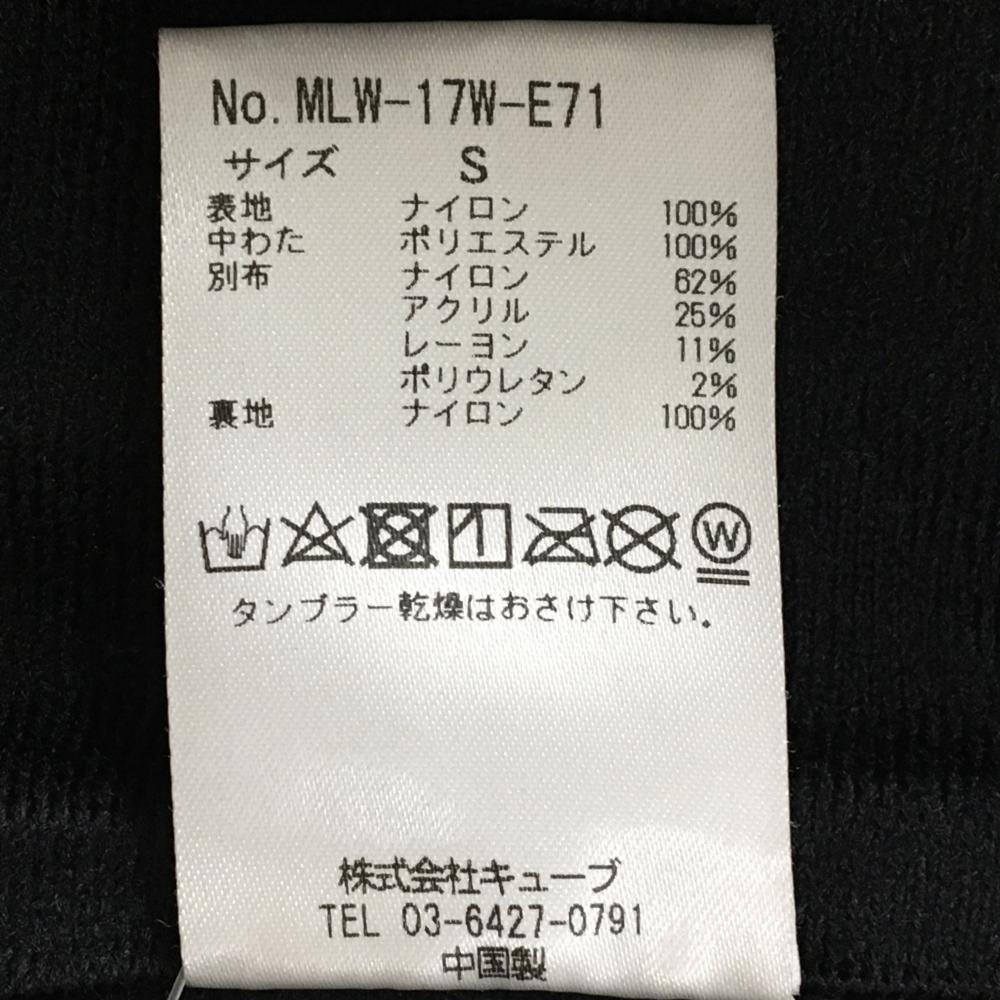 No. MLW-17W-E71
サイズ S
表地 ナイロン 100%
中わた ポリエステル 100%
別布 ナイロン 62%
アクリル 25%
レーヨン 11%
ポリウレタン 2%
裏地 ナイロン 100%
W
タンブラー乾燥はおさけ下さい。
株式会社キューブ
TEL 03-6427-0791
中国製